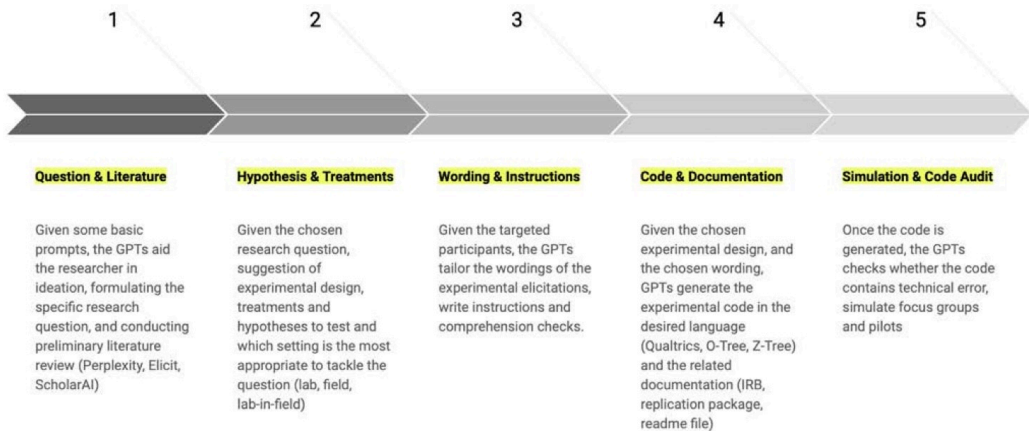 1
2
3
4
5
Question & Literature
Given some basic
prompts, the GPTs aid
the researcher in
ideation, formulating the
specific research
question, and conducting
preliminary literature
review (Perplexity, Elicit,
ScholarAI)
Hypothesis & Treatments
Given the chosen
research question,
suggestion of
experimental design,
treatments and
hypotheses to test and
which setting is the most
appropriate to tackle the
question (lab, field,
lab-in-field)
Wording & Instructions
Given the targeted
participants, the GPTs
tailor the wordings of the
experimental elicitations,
write instructions and
comprehension checks.
Code & Documentation
Given the chosen
experimental design, and
the chosen wording,
GPTs generate the
experimental code in the
desired language
(Qualtrics, O-Tree, Z-Tree)
and the related
documentation (IRB,
replication package,
readme file)
Simulation & Code Audit
Once the code is
generated, the GPTs
checks whether the code
contains technical error,
simulate focus groups
and pilots